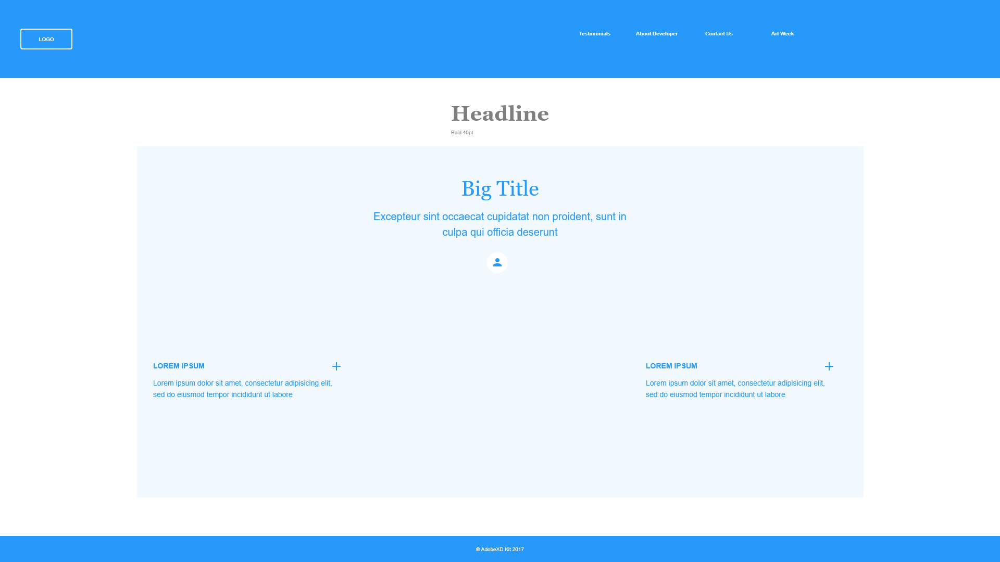 LOGO
Testimonials
About Developer
Contact Us
Art Week
Headline
Bold 40pt
Big Title
Excepteur sint occaecat cupidatat non proident, sunt in
culpa qui officia deserunt
LOREM IPSUM
Lorem ipsum dolor sit amet, consectetur adipisicing elit,
sed do eiusmod tempor incididunt ut labore
LOREM IPSUM
Lorem ipsum dolor sit amet, consectetur adipisicing elit,
sed do eiusmod tempor incididunt ut labore
© AdobeXD Kit 2017